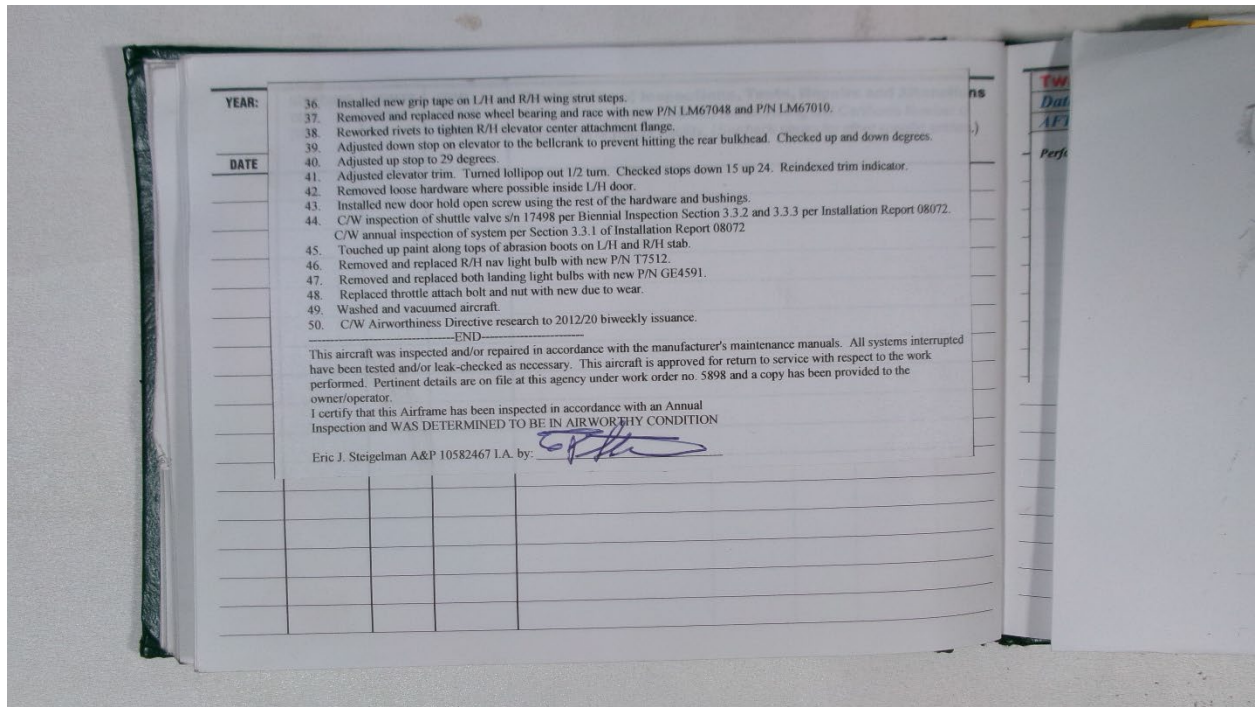 YEAR:
DATE
ns
.)
36. Installed new grip tape on L/H and R/H wing strut steps.
37. Removed and replaced nose wheel bearing and race with new P/N LM67048 and P/N LM67010.
38. Reworked rivets to tighten R/H elevator center attachment flange.
39. Adjusted down stop on elevator to the bellcrank to prevent hitting the rear bulkhead. Checked up and down degrees.
40. Adjusted up stop to 29 degrees.
41. Adjusted elevator trim. Turned lollipop out 1/2 turn. Checked stops down 15 up 24. Reindexed trim indicator.
42. Removed loose hardware where possible inside L/H door.
43. Installed new door hold open screw using the rest of the hardware and bushings.
44. C/W inspection of shuttle valve s/n 17498 per Biennial Inspection Section 3.3.2 and 3.3.3 per Installation Report 08072.
C/W annual inspection of system per Section 3.3.1 of Installation Report 08072
45. Touched up paint along tops of abrasion boots on L/H and R/H stab.
46. Removed and replaced R/H nav light bulb with new P/N T7512.
47. Removed and replaced both landing light bulbs with new P/N GE4591.
48. Replaced throttle attach bolt and nut with new due to wear.
49. Washed and vacuumed aircraft.
50. C/W Airworthiness Directive research to 2012/20 biweekly issuance.
------------------------------END---------------------
This aircraft was inspected and/or repaired in accordance with the manufacturer's maintenance manuals. All systems interrupted
have been tested and/or leak-checked as necessary. This aircraft is approved for return to service with respect to the work
performed. Pertinent details are on file at this agency under work order no. 5898 and a copy has been provided to the
owner/operator.
I certify that this Airframe has been inspected in accordance with an Annual
Inspection and WAS DETERMINED TO BE IN AIRWORTHY CONDITION
Eric J. Steigelman A&P 10582467 I.A. by:
TW
Dat
AFT
Perfo